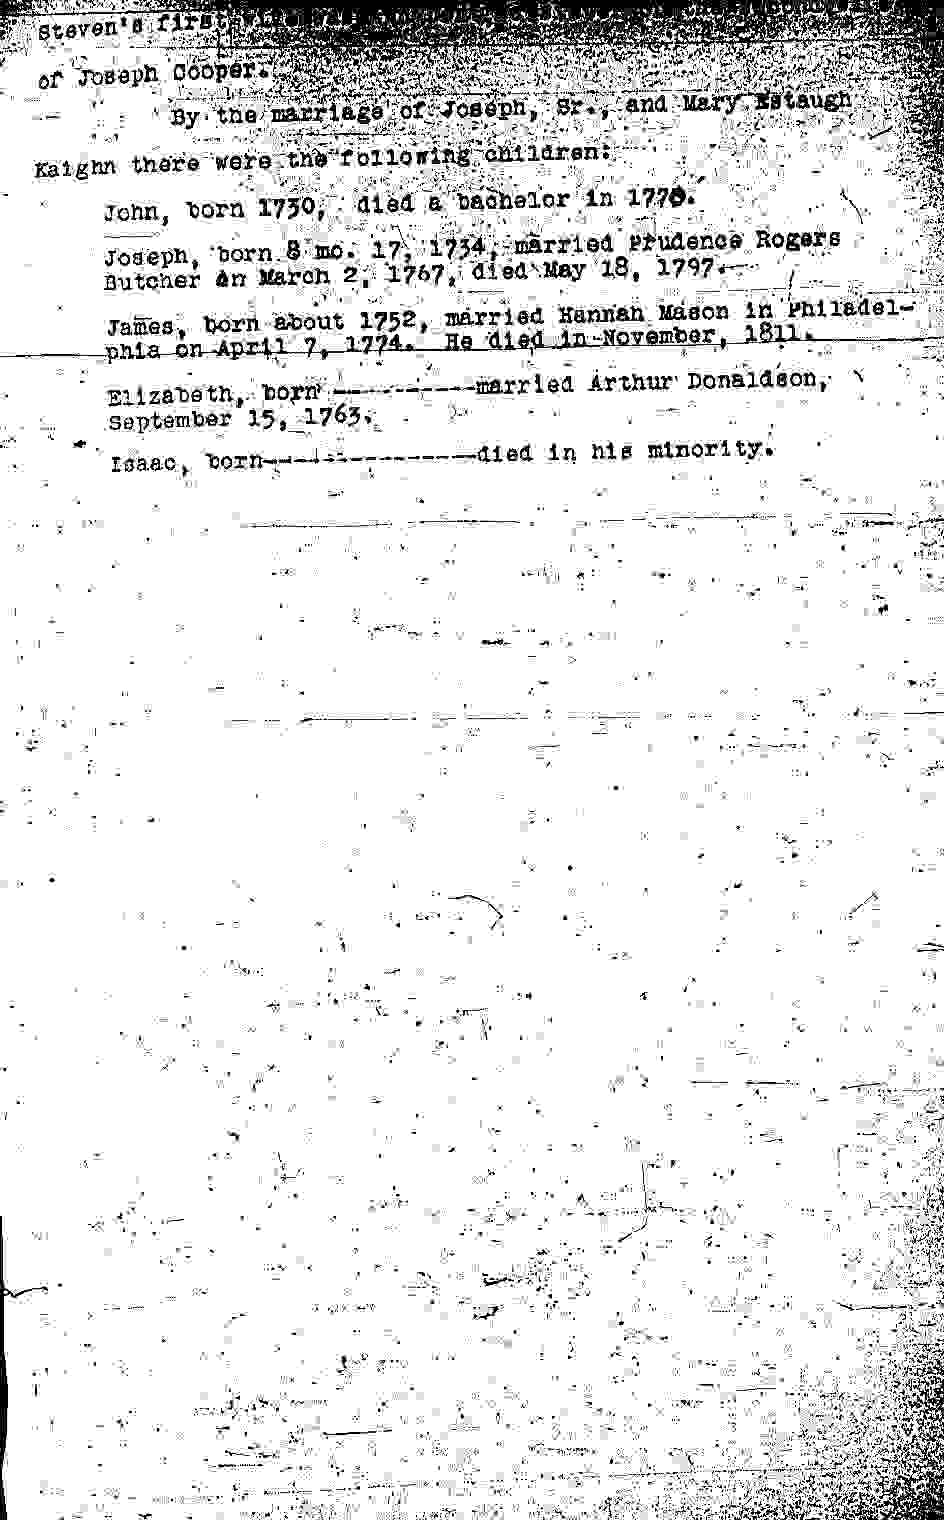 Steven's first
of Joseph Cooper.
By the marriage of Joseph, Sr., and Mary Estaugh
Kaighn there were the following children:
John, born 1730, died a bachelor in 1770.
Joseph, born 8 mo. 17, 1734, married Prudence Rogers
Butcher on March 2, 1767, died May 18, 1797.
James, born about 1752, married Hannah Mason in Philadel-
phia on April 7, 1774. He died in November, 1811.
Elizabeth, born -----------married Arthur Donaldson,
September 15, 1763.
Isaac, born-----------------died in his minority.